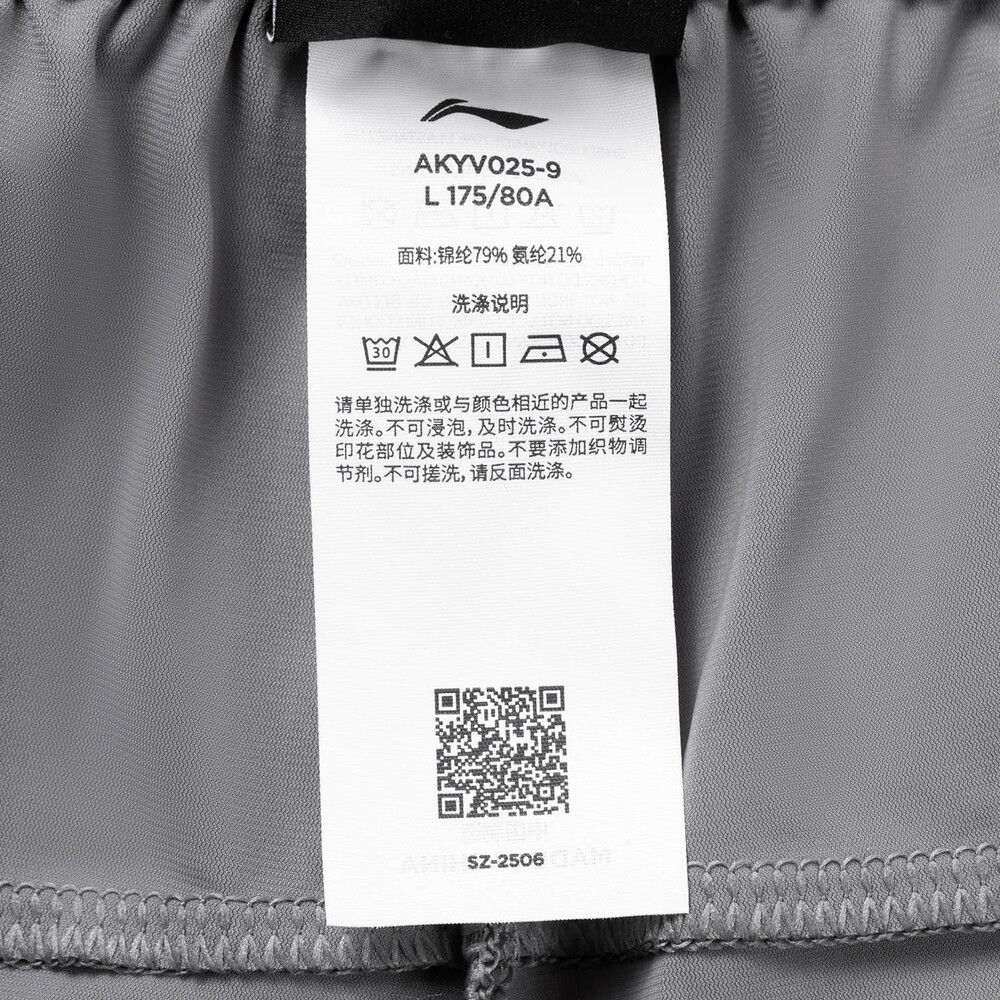 AKYV025-9
L 175/80A
面料:锦纶79% 氨纶21%
洗涤说明
30
请单独洗涤或与颜色相近的产品一起
洗涤。不可浸泡,及时洗涤。不可熨烫
印花部位及装饰品。不要添加织物调
节剂。不可搓洗,请反面洗涤。
SZ-2506